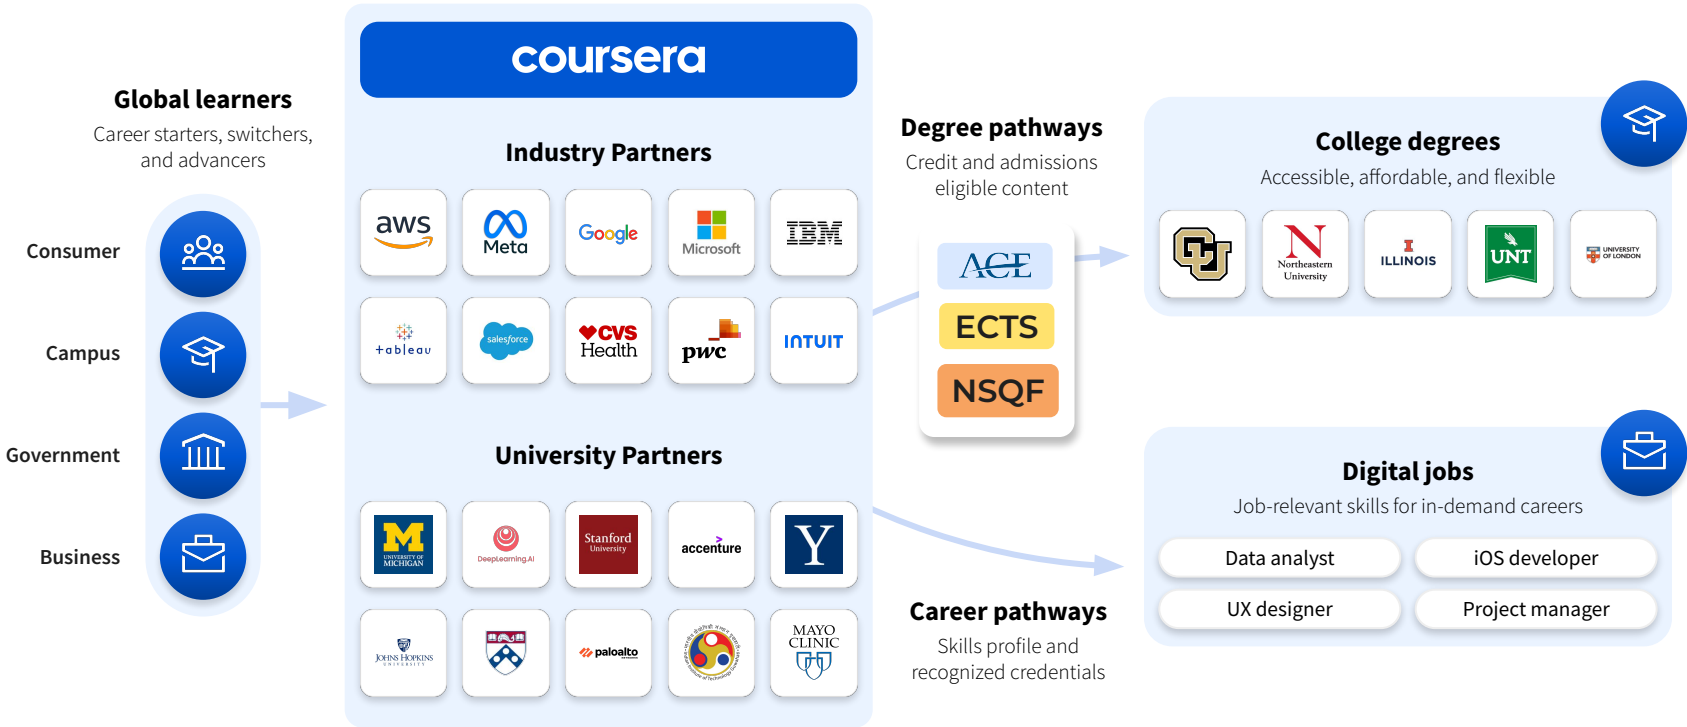 coursera
Global learners
Career starters, switchers,
and advancers
Consumer
Campus
Government
Business
Industry Partners
aws
Meta
Google
Microsoft
IBM
+ableau
salesforce
CVS
Health
pwc
INTUIT
University Partners
M
UNIVERSITY OF
MICHIGAN
DeepLearning.AI
Stanford
University
accenture
Y
JOHNS HOPKINS
UNIVERSITY
paloalto
MAYO
CLINIC
Degree pathways
Credit and admissions
eligible content
ACE
ECTS
NSQF
Career pathways
Skills profile and
recognized credentials
College degrees
Accessible, affordable, and flexible
CU
N
Northeastern
University
I
ILLINOIS
UNT
UNIVERSITY
OF LONDON
Digital jobs
Job-relevant skills for in-demand careers
Data analyst
iOS developer
UX designer
Project manager